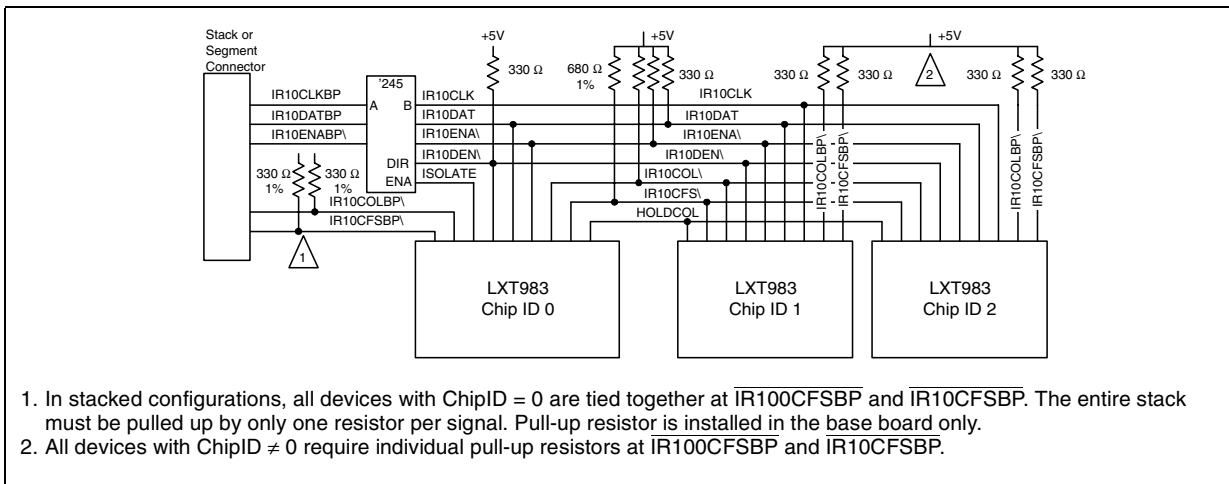 Stack or
Segment
Connector
+5V
+5V
+5V
330 Ω
680 Ω
1%
330 Ω
330 Ω
330 Ω
2
330 Ω
330 Ω
'245
A B
DIR
ENA
IR10CLKBP
IR10DATBP
IR10ENABP\
IR10CLK
IR10DAT
IR10ENA\
IR10DEN\
ISOLATE
IR10CLK
IR10DAT
IR10ENA\
IR10DEN\
IR10COL\
IR10CFS\
HOLDCOL
330 Ω
1%
330 Ω
1%
IR10COLBP\
IR10CFSBP\
1
IR10COLBP\
IR10CFSBP\
IR10COLBP\
IR10CFSBP\
LXT983
Chip ID 0
LXT983
Chip ID 1
LXT983
Chip ID 2
1. In stacked configurations, all devices with ChipID = 0 are tied together at IR100CFSBP and IR10CFSBP. The entire stack
must be pulled up by only one resistor per signal. Pull-up resistor is installed in the base board only.
2. All devices with ChipID ≠ 0 require individual pull-up resistors at IR100CFSBP and IR10CFSBP.